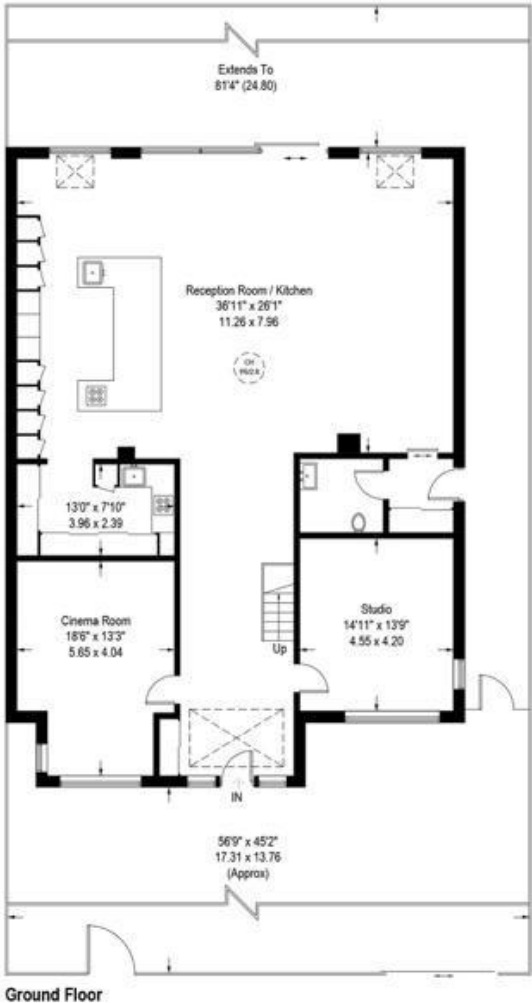 Extends To
81'4" (24.80)
Reception Room / Kitchen
36'11" x 26'1"
11.26 x 7.96
CH
13'0" x 7'10"
3.96 x 2.39
Cinema Room
18'6" x 13'3"
5.65 x 4.04
Up
Studio
14'11" x 13'9"
4.55 x 4.20
IN
56'9" x 45'2"
17.31 x 13.76
(Approx)
Ground Floor